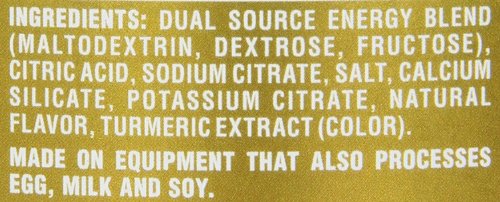 INGREDIENTS: DUAL SOURCE ENERGY BLEND
(MALTODEXTRIN, DEXTROSE, FRUCTOSE),
CITRIC ACID, SODIUM CITRATE, SALT, CALCIUM
SILICATE, POTASSIUM CITRATE, NATURAL
FLAVOR, TURMERIC EXTRACT (COLOR).
MADE ON EQUIPMENT THAT ALSO PROCESSES
EGG, MILK AND SOY.